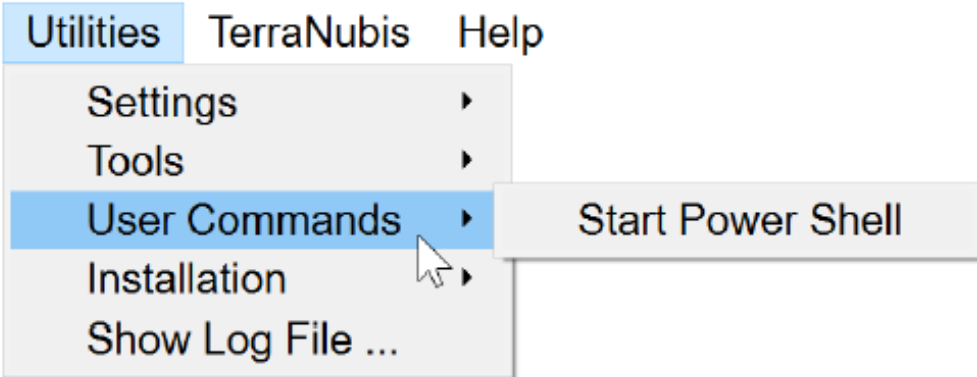 Utilities TerraNubis Help
Settings
Tools
User Commands Start Power Shell
Installation
Show Log File ...